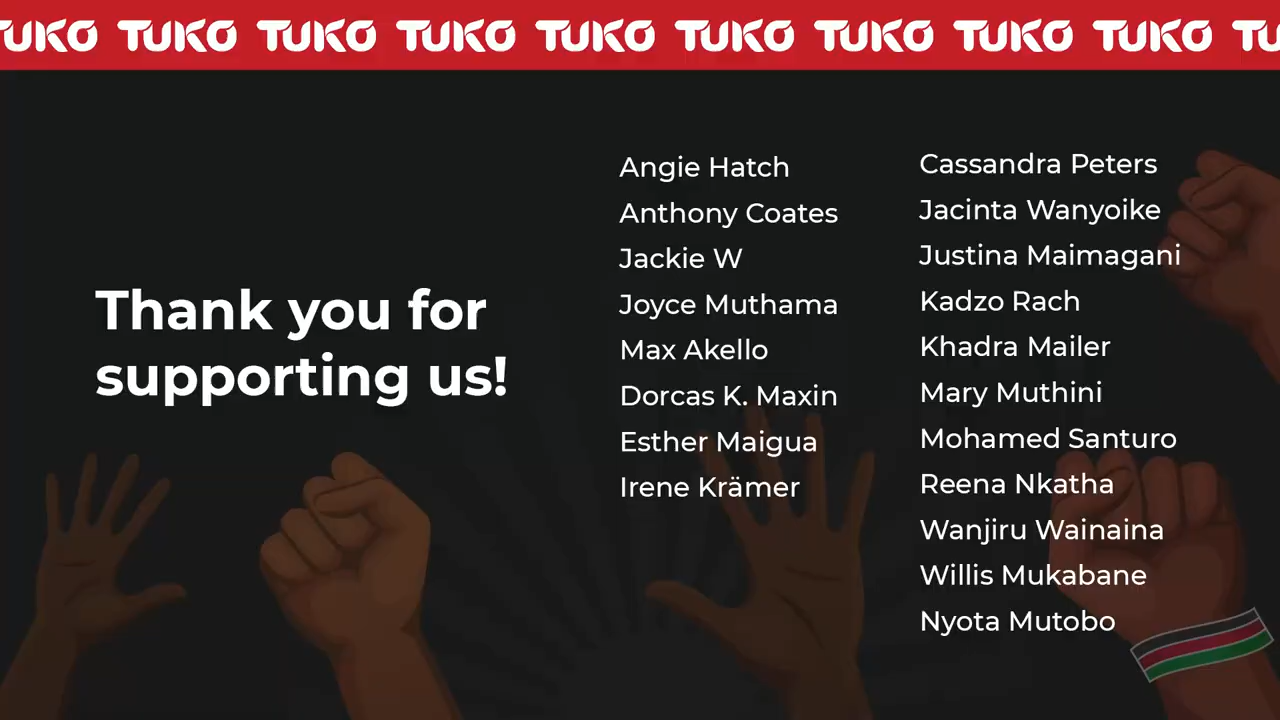 TUKO TUKO TUKO TUKO TUKO TUKO TUKO TUKO TUKO TU
Thank you for
supporting us!
Angie Hatch
Anthony Coates
Jackie W
Joyce Muthama
Max Akello
Dorcas K. Maxin
Esther Maigua
Irene Krämer
Cassandra Peters
Jacinta Wanyoike
Justina Maimagani
Kadzo Rach
Khadra Mailer
Mary Muthini
Mohamed Santuro
Reena Nkatha
Wanjiru Wainaina
Willis Mukabane
Nyota Mutobo